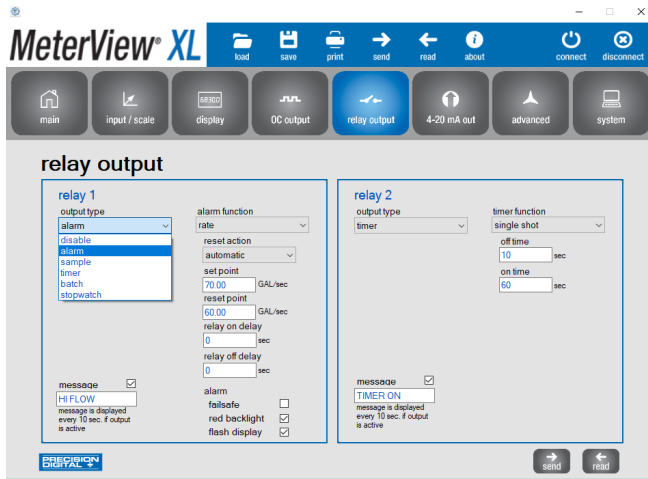 MeterView® XL
load save print send read about connect disconnect
main input / scale display OC output relay output 4-20 mA out advanced system
relay output
relay 1
output type alarm function
alarm rate
disable
alarm
sample
timer
batch
stopwatch
reset action
automatic
set point
70.00 GAL/sec
reset point
60.00 GAL/sec
relay on delay
0 sec
relay off delay
0 sec
message
HI FLOW
message is displayed
every 10 sec. if output
is active
alarm
failsafe
red backlight
flash display
relay 2
output type timer function
timer single shot
off time
10 sec
on time
60 sec
message
TIMER ON
message is displayed
every 10 sec. if output
is active
PRECISION
DIGITAL
send read